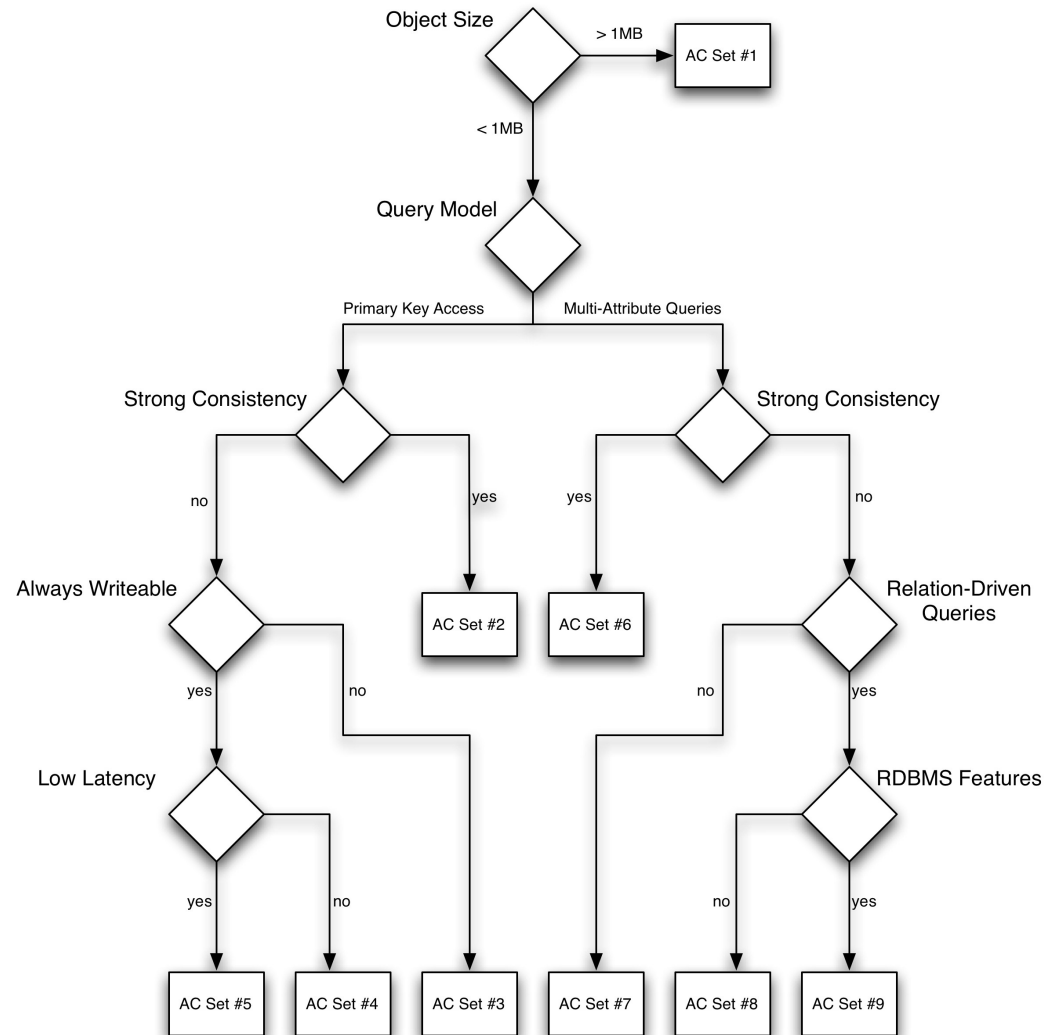 Object Size
> 1MB
AC Set #1
< 1MB
Query Model
Primary Key Access
Multi-Attribute Queries
Strong Consistency
Strong Consistency
no
yes
yes
no
Always Writeable
AC Set #2
AC Set #6
Relation-Driven
Queries
yes
no
no
yes
Low Latency
RDBMS Features
yes
no
no
yes
AC Set #5
AC Set #4
AC Set #3
AC Set #7
AC Set #8
AC Set #9